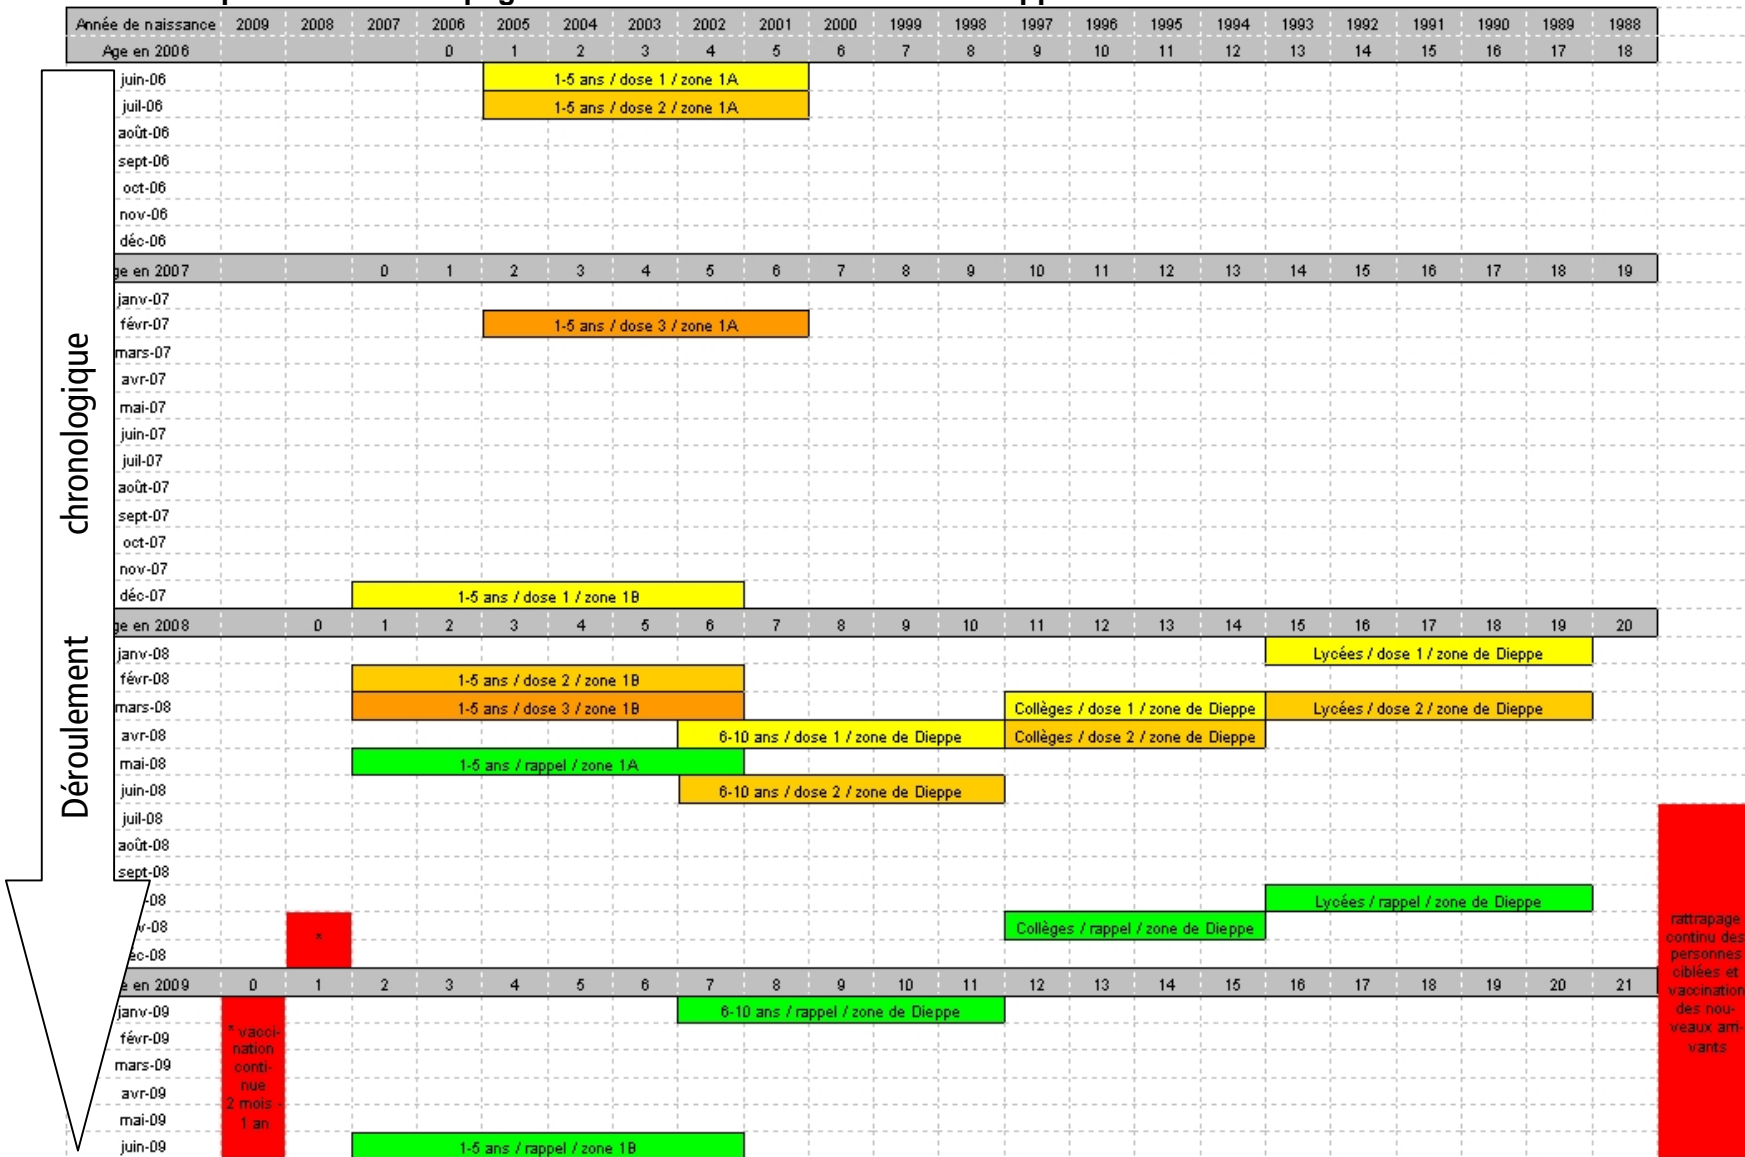 Année de naissance 2009 2008 2007 2006 2005 2004 2003 2002 2001 2000 1999 1998 1997 1996 1995 1994 1993 1992 1991 1990 1989 1988
Age en 2006 0 1 2 3 4 5 6 7 8 9 10 11 12 13 14 15 16 17 18
juin-06 1-5 ans / dose 1 / zone 1A
juil-06 1-5 ans / dose 2 / zone 1A
août-06
sept-06
oct-06
nov-06
déc-06
ge en 2007 0 1 2 3 4 5 6 7 8 9 10 11 12 13 14 15 16 17 18 19
janv-07
févr-07 1-5 ans / dose 3 / zone 1A
mars-07
avr-07
mai-07
juin-07
juil-07
août-07
sept-07
oct-07
nov-07
déc-07 1-5 ans / dose 1 / zone 1B
ge en 2008 0 1 2 3 4 5 6 7 8 9 10 11 12 13 14 15 16 17 18 19 20
janv-08 Lycées / dose 1 / zone de Dieppe
févr-08 1-5 ans / dose 2 / zone 1B
mars-08 1-5 ans / dose 3 / zone 1B Collèges / dose 1 / zone de Dieppe Lycées / dose 2 / zone de Dieppe
avr-08 6-10 ans / dose 1 / zone de Dieppe Collèges / dose 2 / zone de Dieppe
mai-08 1-5 ans / rappel / zone 1A
juin-08 6-10 ans / dose 2 / zone de Dieppe
juil-08
août-08
sept-08
-08 Lycées / rappel / zone de Dieppe
v-08 Collèges / rappel / zone de Dieppe
*
ec-08
e en 2009 0 1 2 3 4 5 6 7 8 9 10 11 12 13 14 15 16 17 18 19 20 21
janv-09 6-10 ans / rappel / zone de Dieppe
févr-09
mars-09
avr-09
mai-09
juin-09 1-5 ans / rappel / zone 1B
* vacci-
nation
conti-
nue
2 mois -
1 an
rattrapage
continu des
personnes
ciblées et
vaccination
des nou-
veaux arri-
vants
Déroulement chronologique